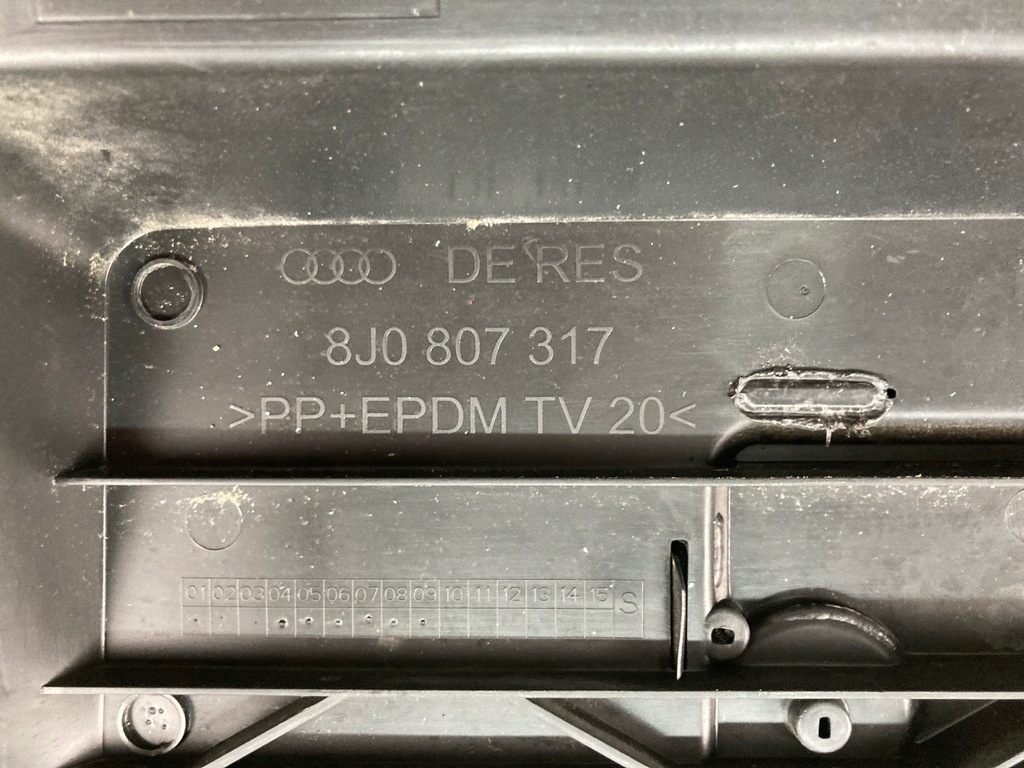 DE RES
8J0 807 317
>PP+EPDM TV 20<
01 02 03 04 05 06 07 08 09 10 11 12 13 14 15 S